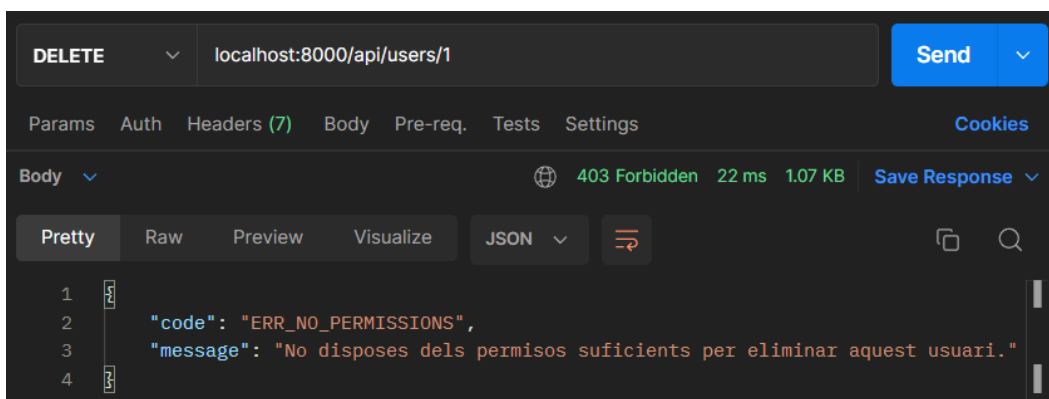 DELETE localhost:8000/api/users/1 Send
Params Auth Headers (7) Body Pre-req. Tests Settings Cookies
Body 403 Forbidden 22 ms 1.07 KB Save Response
Pretty Raw Preview Visualize JSON
1 {
2 "code": "ERR_NO_PERMISSIONS",
3 "message": "No disposes dels permisos suficients per eliminar aquest usuari."
4 }